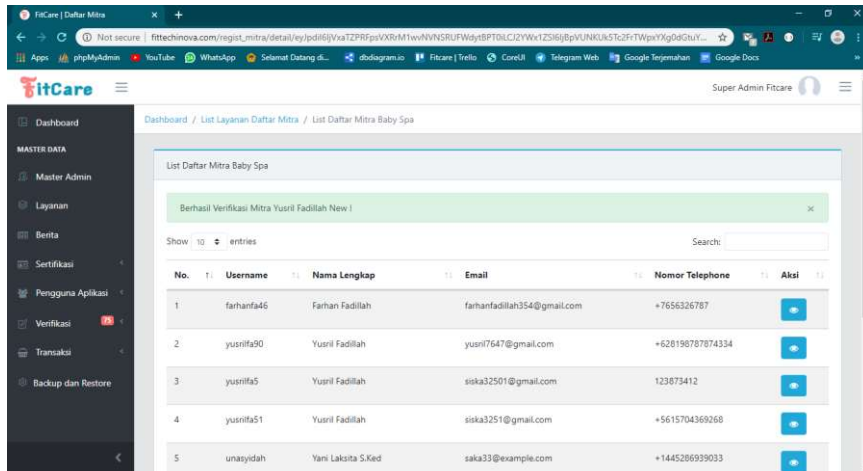 FitCare | Daftar Mitra
Not secure | fittechinova.com/regist_mitra/detail/
Apps phpMyAdmin YouTube WhatsApp Selamat Datang di... dbdiagram.io Fitcare | Trello CoreUI Telegram Web Google Terjemahan Google Docs
FitCare Super Admin Fitcare
Dashboard
Dashboard / List Layanan Daftar Mitra / List Daftar Mitra Baby Spa
MASTER DATA
Master Admin
Layanan
Berita
Sertifikasi
Pengguna Aplikasi
Verifikasi 75
Transaksi
Backup dan Restore
List Daftar Mitra Baby Spa
Berhasil Verifikasi Mitra Yusril Fadillah New ! ×
Show 10 entries Search:
No. Username Nama Lengkap Email Nomor Telephone Aksi
1 farhanfa46 Farhan Fadillah farhanfadillah354@gmail.com +7656326787
2 yusrilfa90 Yusril Fadillah yusril7647@gmail.com +628198787874334
3 yusrilfa5 Yusril Fadillah siska32501@gmail.com 123873412
4 yusrilfa51 Yusril Fadillah siska3251@gmail.com +5615704369268
5 unasyidah Yani Laksita S.Ked saka33@example.com +1445286939033